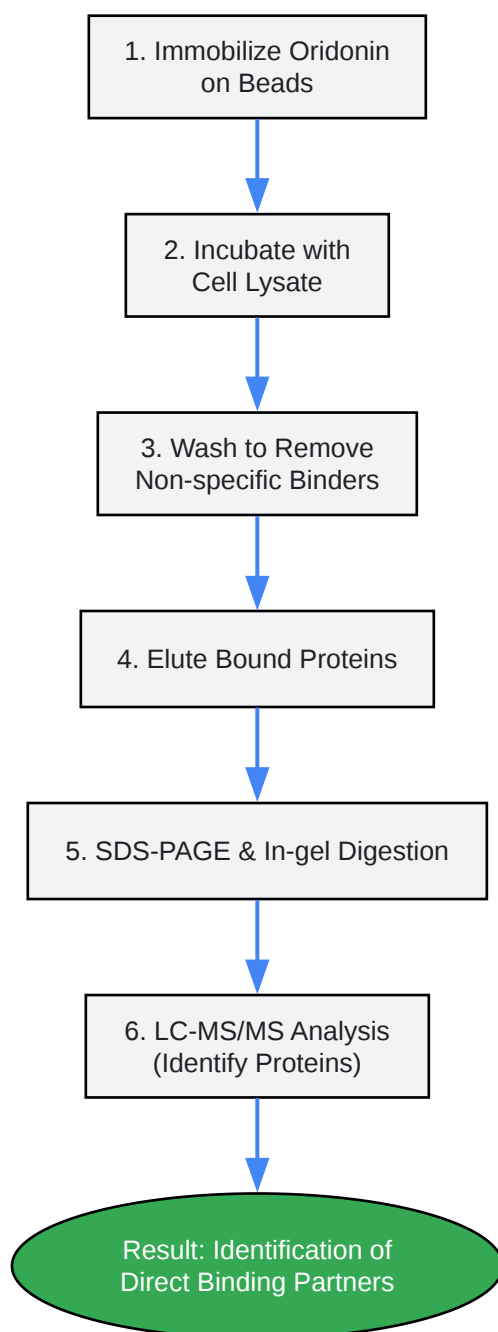 1. Immobilize Oridonin
on Beads
2. Incubate with
Cell Lysate
3. Wash to Remove
Non-specific Binders
4. Elute Bound Proteins
5. SDS-PAGE & In-gel Digestion
6. LC-MS/MS Analysis
(Identify Proteins)
Result: Identification of
Direct Binding Partners